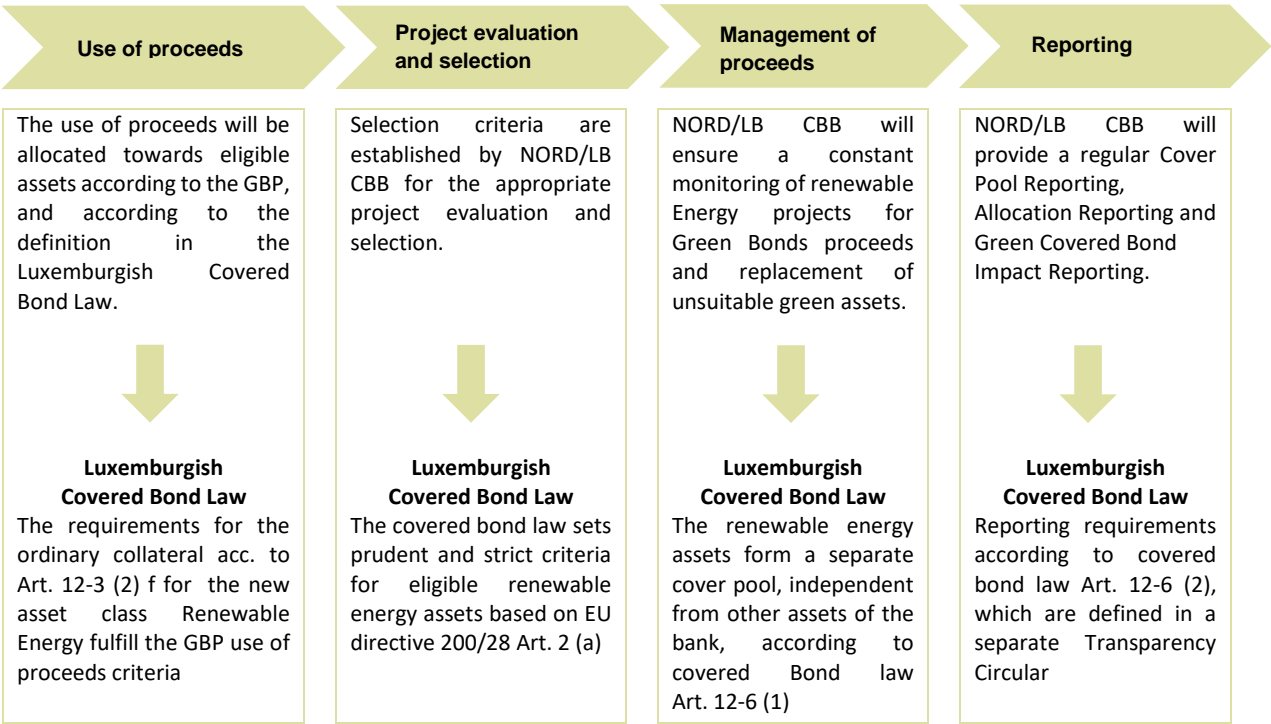 Use of proceeds
The use of proceeds will be
allocated towards eligible
assets according to the GBP,
and according to the
definition in the
Luxemburgish Covered
Bond Law.
Luxemburgish
Covered Bond Law
The requirements for the
ordinary collateral acc. to
Art. 12-3 (2) f for the new
asset class Renewable
Energy fulfill the GBP use of
proceeds criteria
Project evaluation
and selection
Selection criteria are
established by NORD/LB
CBB for the appropriate
project evaluation and
selection.
Luxemburgish
Covered Bond Law
The covered bond law sets
prudent and strict criteria
for eligible renewable
energy assets based on EU
directive 200/28 Art. 2 (a)
Management of
proceeds
NORD/LB CBB will
ensure a constant
monitoring of renewable
Energy projects for
Green Bonds proceeds
and replacement of
unsuitable green assets.
Luxemburgish
Covered Bond Law
The renewable energy
assets form a separate
cover pool, independent
from other assets of the
bank, according to
covered Bond law
Art. 12-6 (1)
Reporting
NORD/LB CBB will
provide a regular Cover
Pool Reporting,
Allocation Reporting and
Green Covered Bond
Impact Reporting.
Luxemburgish
Covered Bond Law
Reporting requirements
according to covered
bond law Art. 12-6 (2),
which are defined in a
separate Transparency
Circular